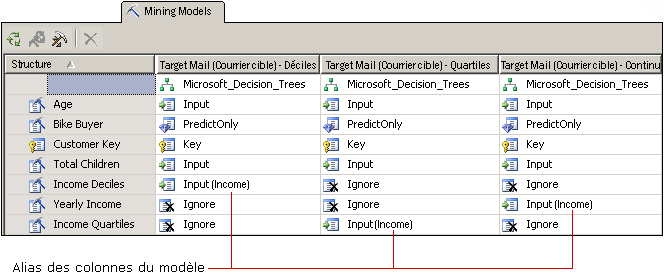 Mining Models
Structure Target Mail (Courrier cible) - Déciles Target Mail (Courrier cible) - Quartiles Target Mail (Courrier cible) - Continu
Microsoft_Decision_Trees Microsoft_Decision_Trees Microsoft_Decision_Trees
Age Input Input Input
Bike Buyer PredictOnly PredictOnly PredictOnly
Customer Key Key Key Key
Total Children Input Input Input
Income Deciles Input (Income) Ignore Ignore
Yearly Income Ignore Ignore Input (Income)
Income Quartiles Ignore Input (Income) Ignore
Alias des colonnes du modèle